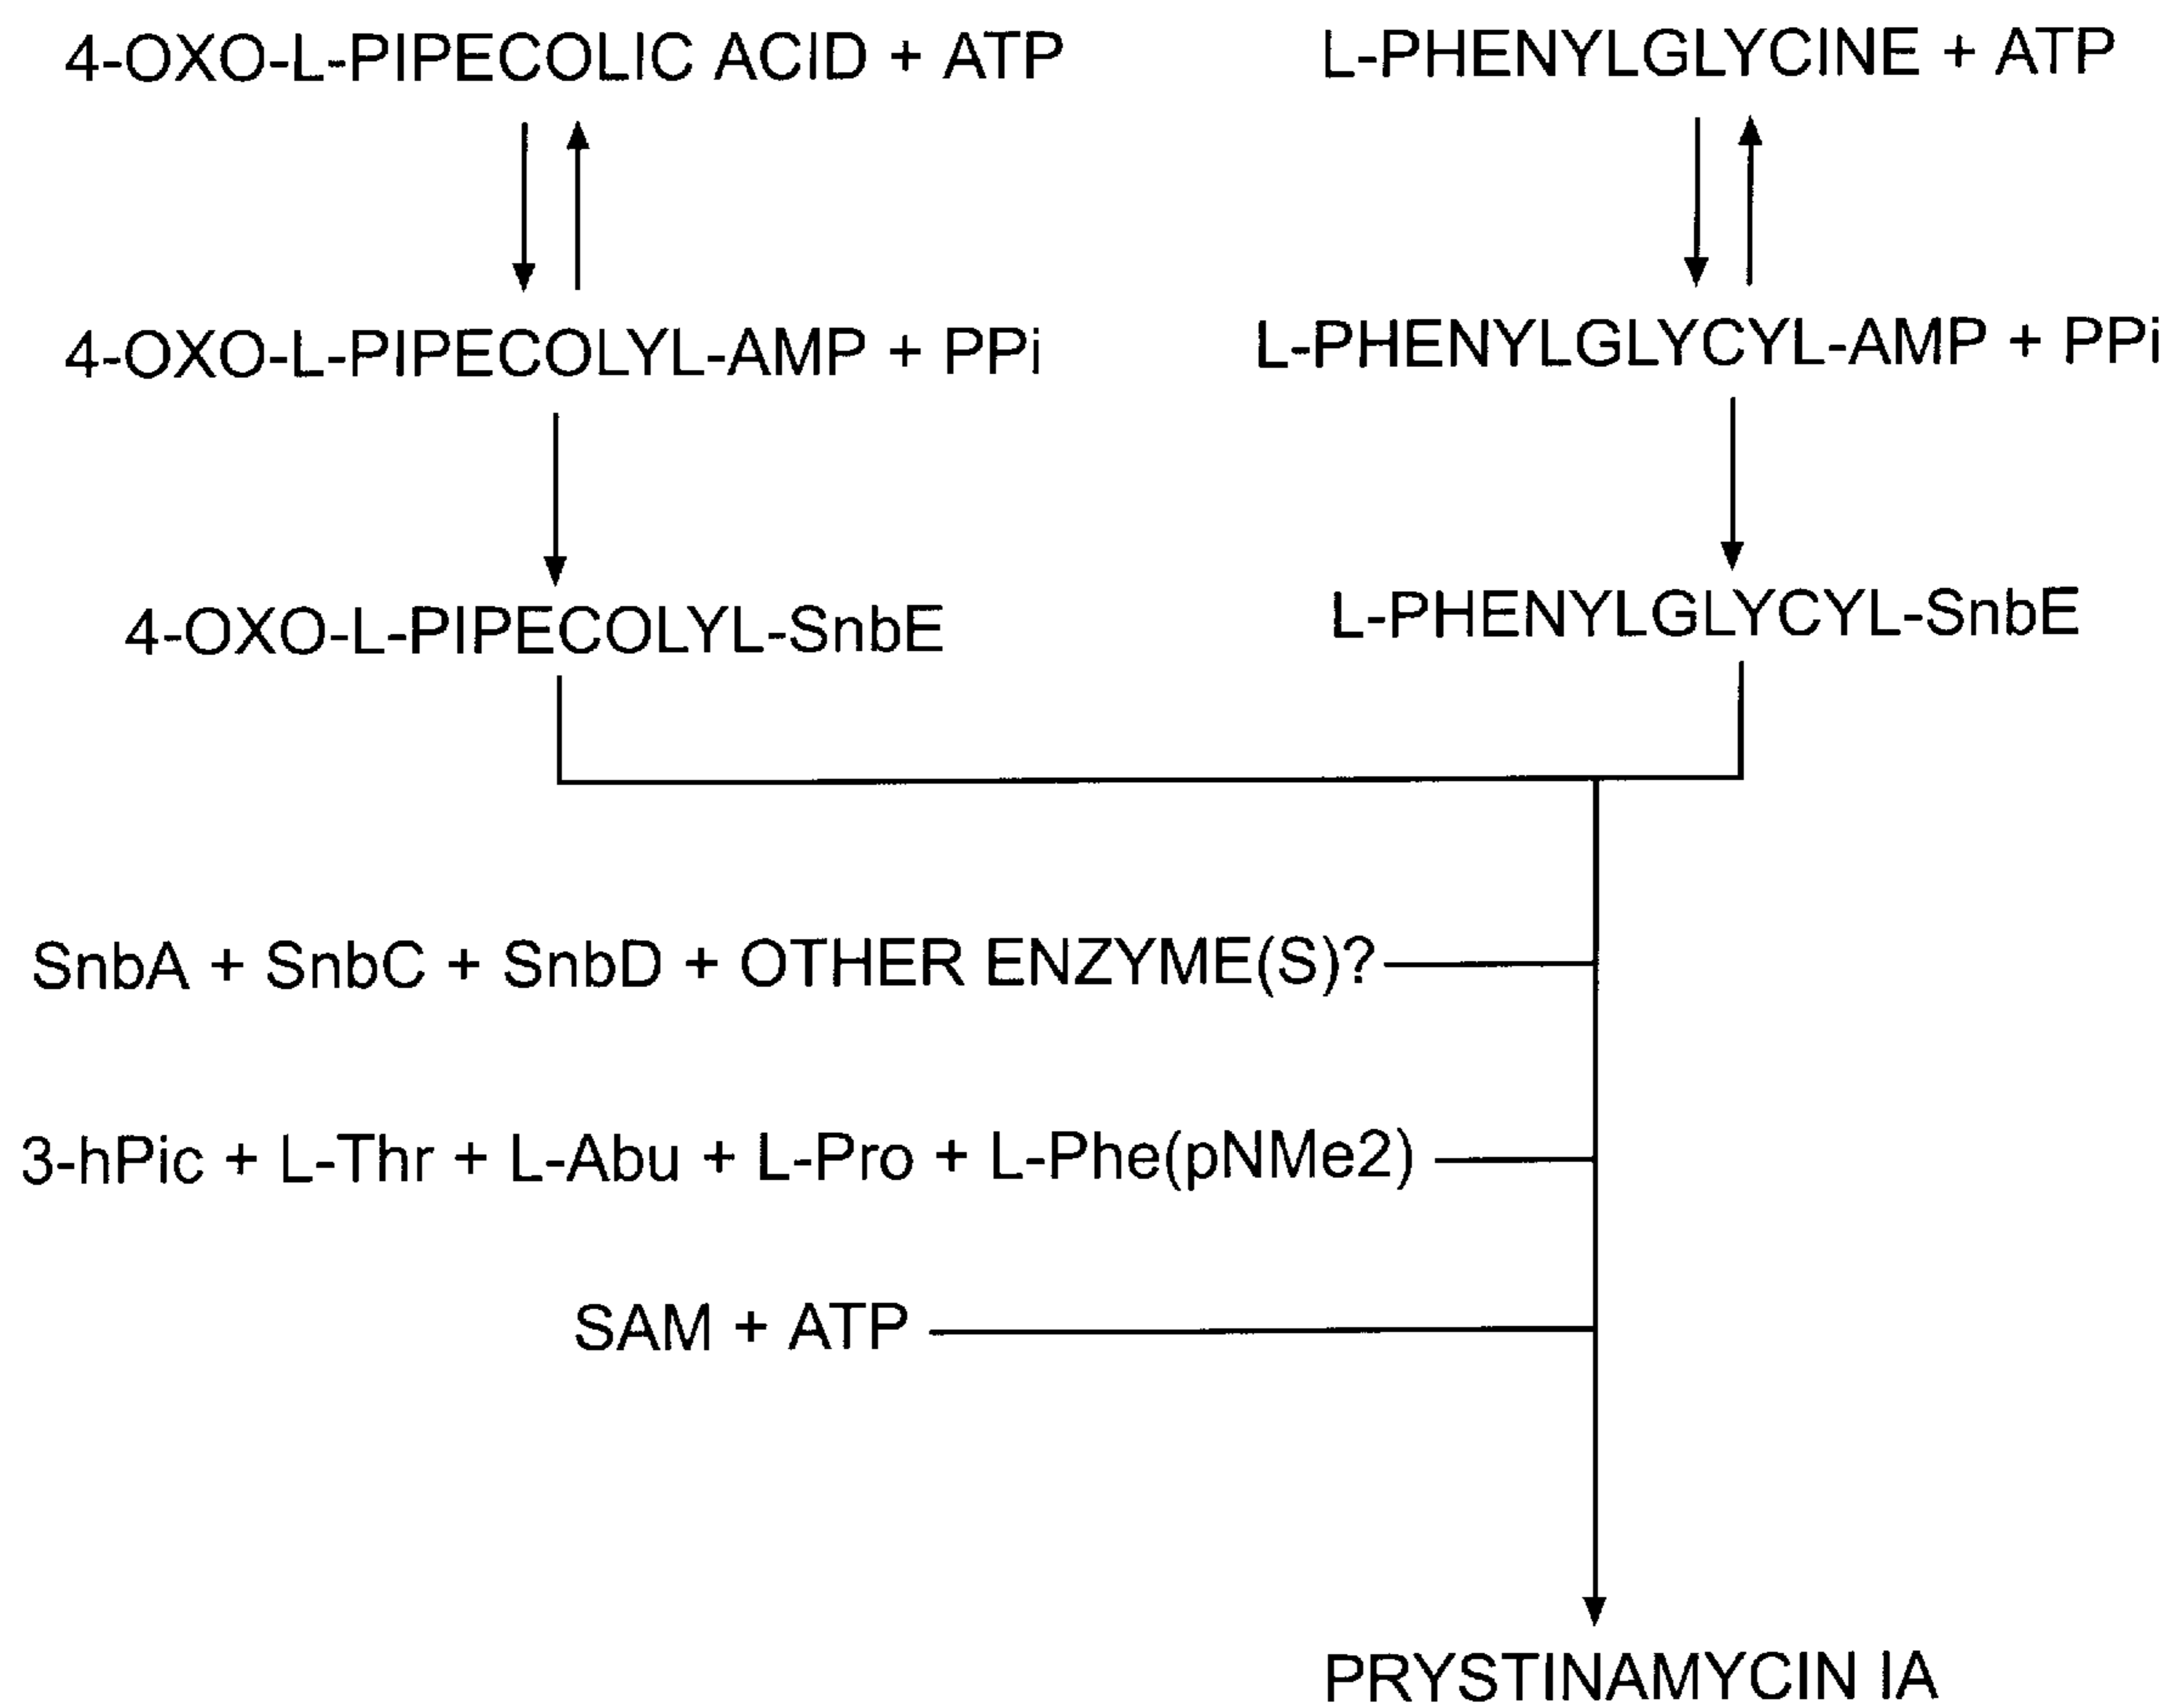 4-OXO-L-PIPECOLIC ACID + ATP
L-PHENYLGLYCINE + ATP
4-OXO-L-PIPECOLYL-AMP + PPi
L-PHENYLGLYCYL-AMP + PPi
4-OXO-L-PIPECOLYL-SnbE
L-PHENYLGLYCYL-SnbE
SnbA + SnbC + SnbD + OTHER ENZYME(S)?
3-hPic + L-Thr + L-Abu + L-Pro + L-Phe(pNMe2)
SAM + ATP
PRYSTINAMYCIN IA